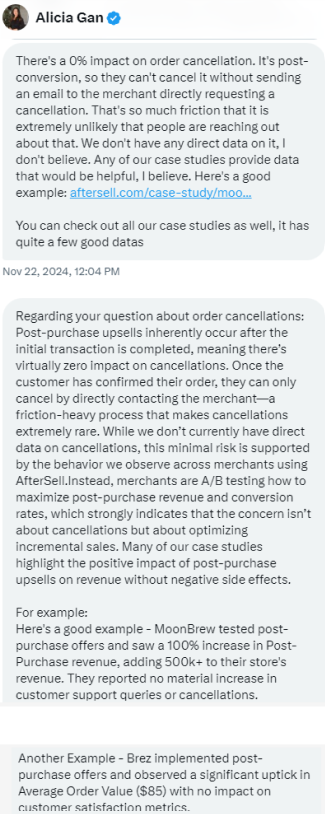 Alicia Gan
There's a 0% impact on order cancellation. It's post-
conversion, so they can't cancel it without sending
an email to the merchant directly requesting a
cancellation. That's so much friction that it is
extremely unlikely that people are reaching out
about that. We don't have any direct data on it, I
don't believe. Any of our case studies provide data
that would be helpful, I believe. Here's a good
example: aftersell.com/case-study/moo...
You can check out all our case studies as well, it has
quite a few good datas
Nov 22, 2024, 12:04 PM
Regarding your question about order cancellations:
Post-purchase upsells inherently occur after the
initial transaction is completed, meaning there's
virtually zero impact on cancellations. Once the
customer has confirmed their order, they can only
cancel by directly contacting the merchant—a
friction-heavy process that makes cancellations
extremely rare. While we don't currently have direct
data on cancellations, this minimal risk is supported
by the behavior we observe across merchants using
AfterSell.Instead, merchants are A/B testing how to
maximize post-purchase revenue and conversion
rates, which strongly indicates that the concern isn't
about cancellations but about optimizing
incremental sales. Many of our case studies
highlight the positive impact of post-purchase
upsells on revenue without negative side effects.
For example:
Here's a good example - MoonBrew tested post-
purchase offers and saw a 100% increase in Post-
Purchase revenue, adding 500k+ to their store's
revenue. They reported no material increase in
customer support queries or cancellations.
Another Example - Brez implemented post-
purchase offers and observed a significant uptick in
Average Order Value ($85) with no impact on
customer satisfaction metrics.